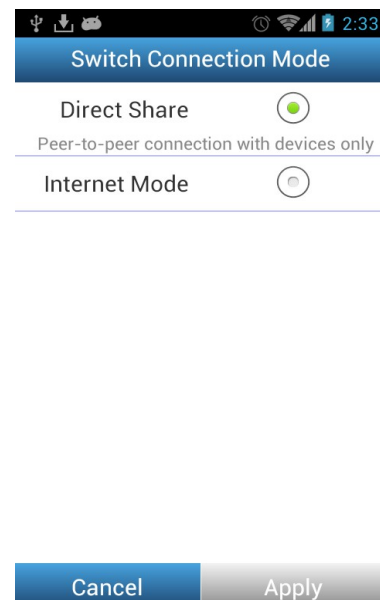 2:33
Switch Connection Mode
Direct Share
Peer-to-peer connection with devices only
Internet Mode
Cancel
Apply